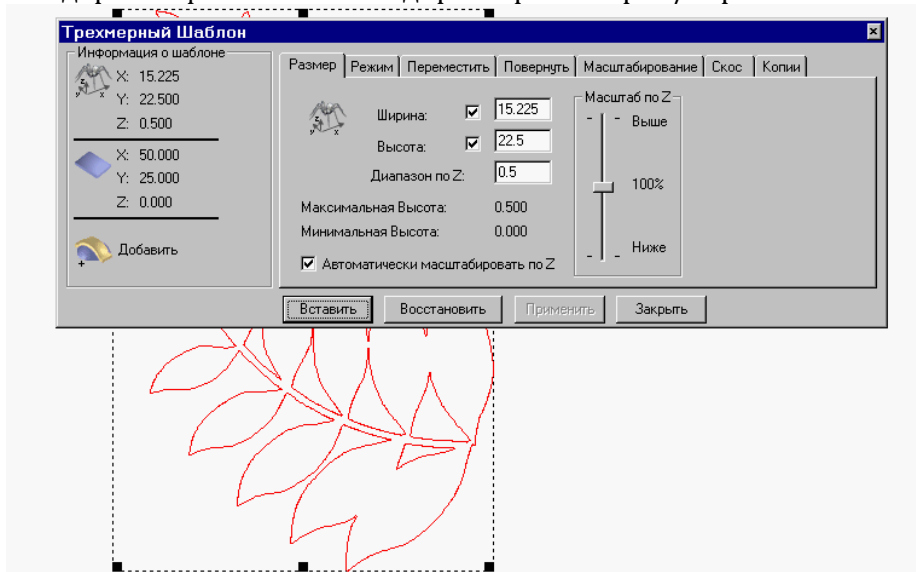 Трехмерный Шаблон
Информация о шаблоне
X: 15.225
Y: 22.500
Z: 0.500
X: 50.000
Y: 25.000
Z: 0.000
Добавить
Размер Режим Переместить Повернуть Масштабирование Скос Копии
Ширина: 15.225
Высота: 22.5
Диапазон по Z: 0.5
Максимальная Высота: 0.500
Минимальная Высота: 0.000
Автоматически масштабировать по Z
Масштаб по Z
Выше
100%
Ниже
Вставить Восстановить Применить Закрыть